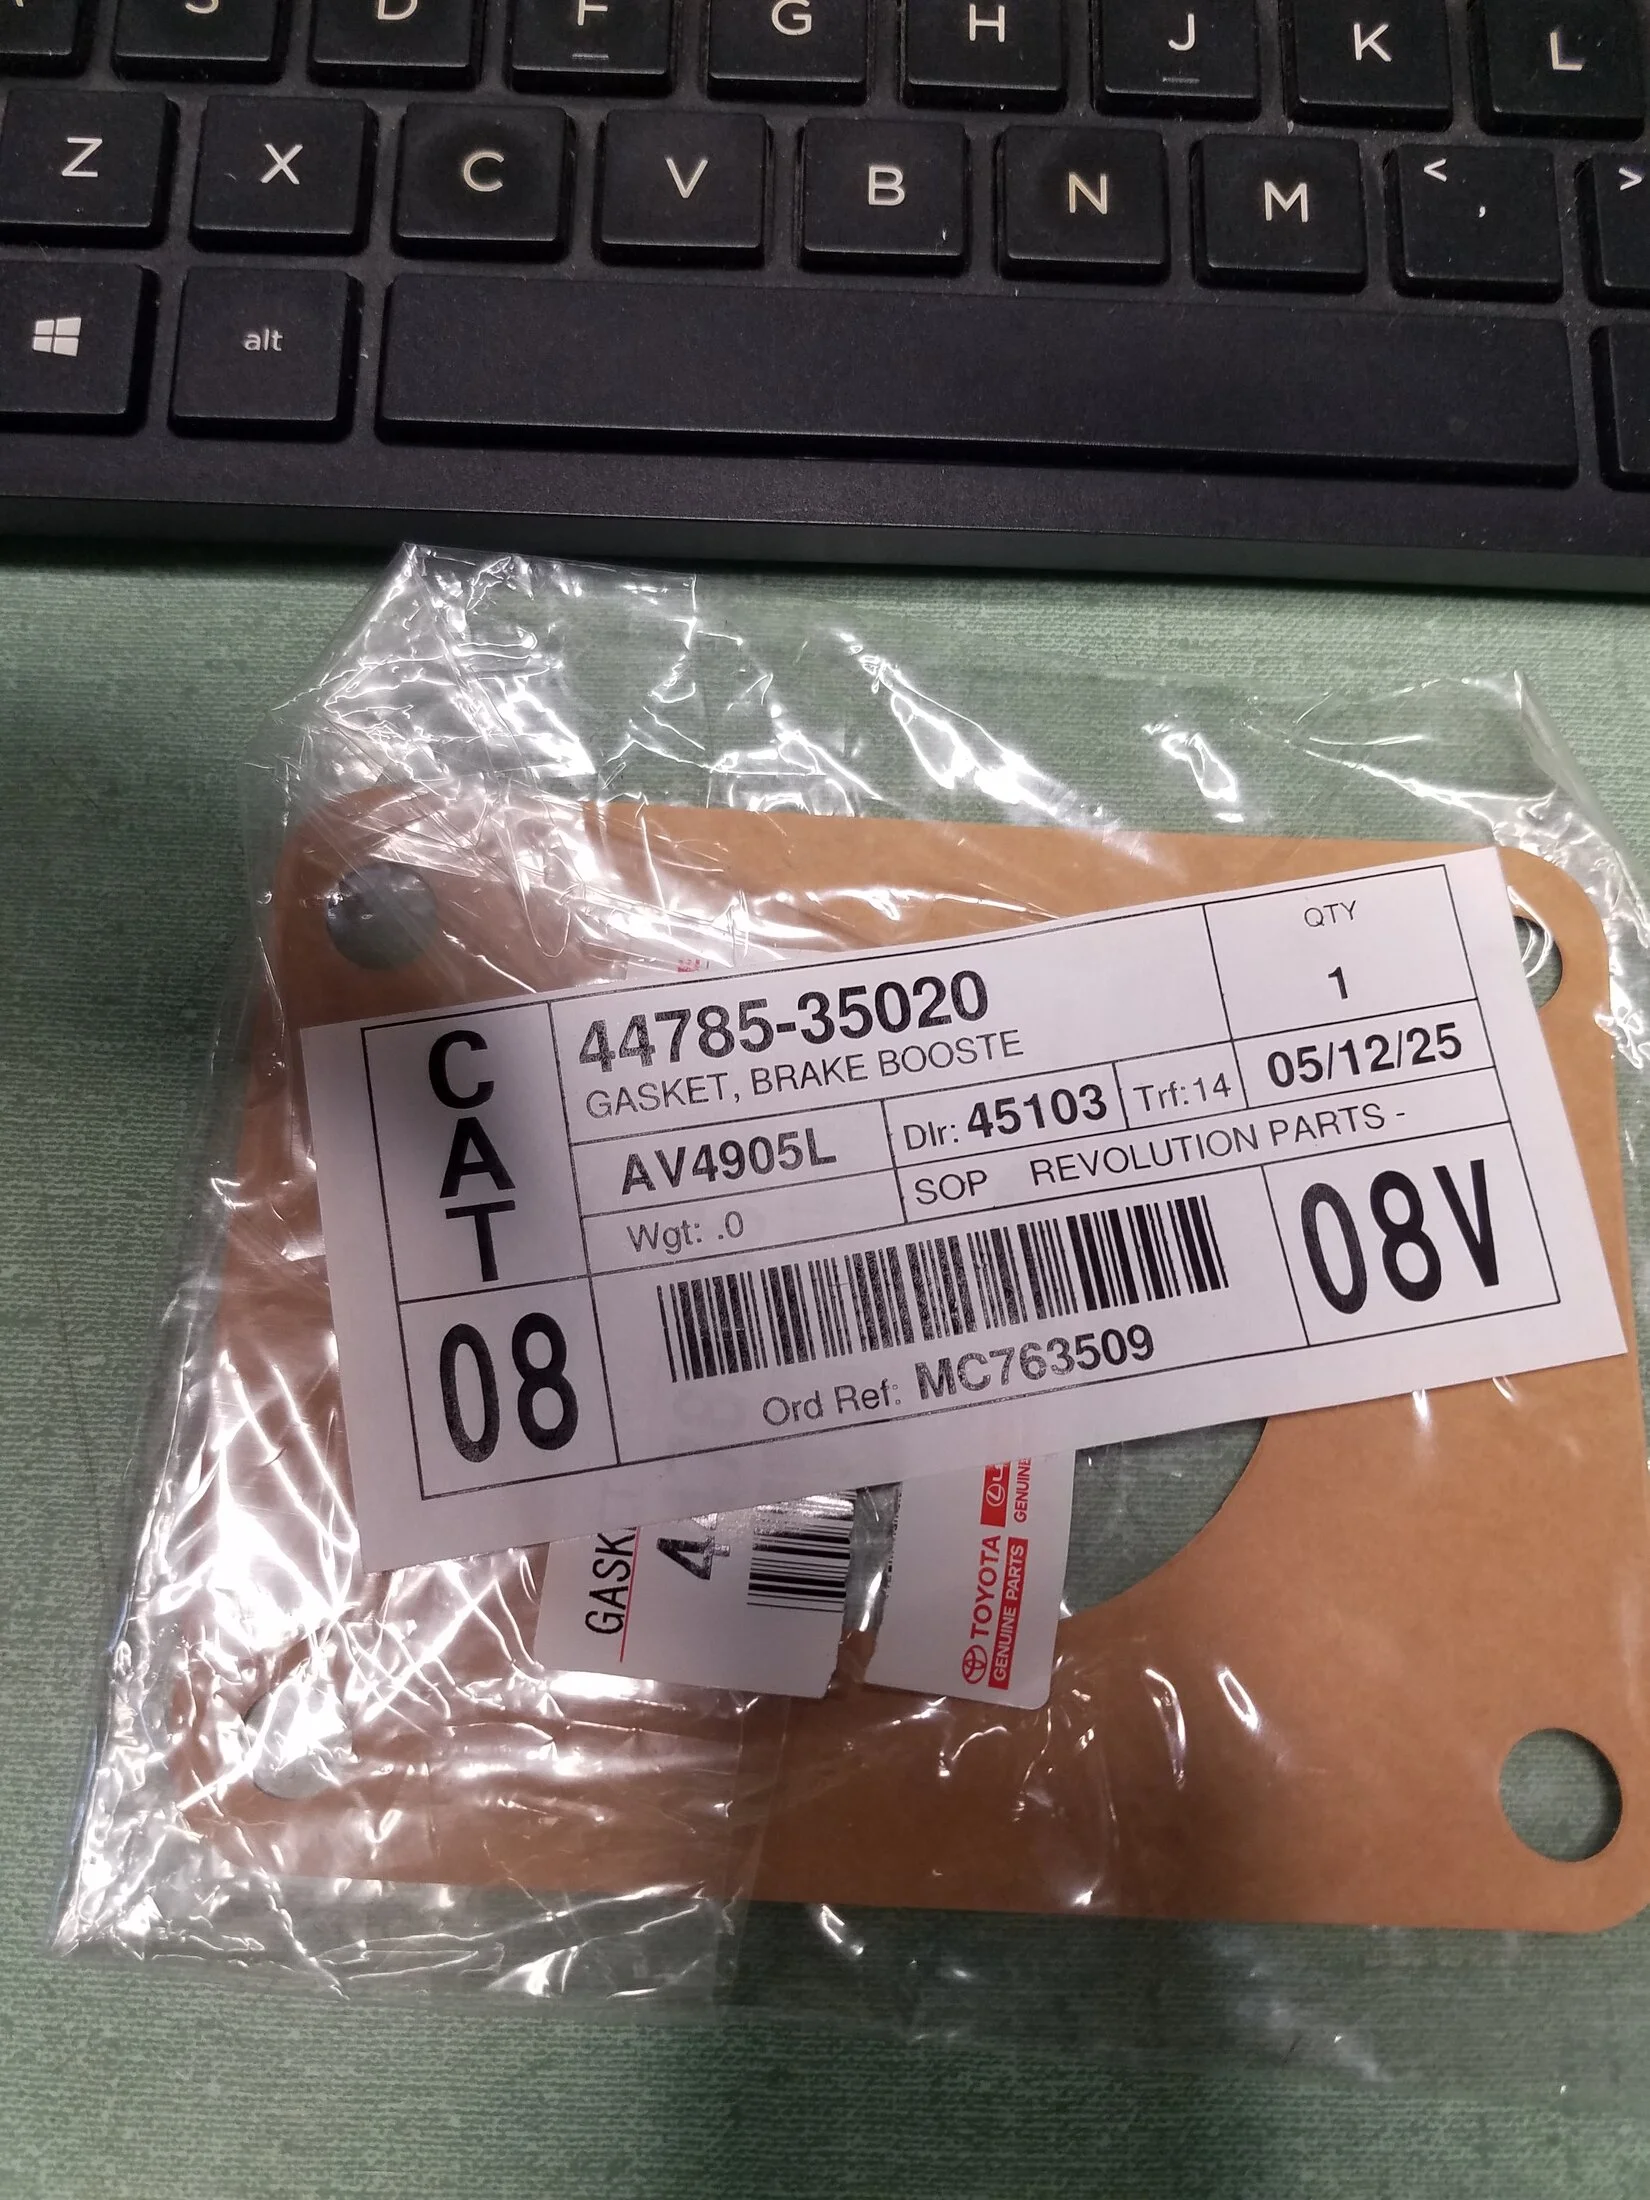 D F G H J K L
Z X C V B N M < ,
>
alt
CAT
44785-35020
GASKET, BRAKE BOOSTE
QTY
1
AV4905L
Dlr: 45103
Trf: 14
05/12/25
Wgt: .0
SOP REVOLUTION PARTS -
08
Ord Ref: MC763509
08V
GASK
4
TOYOTA
GENUINE PARTS
GENUINE